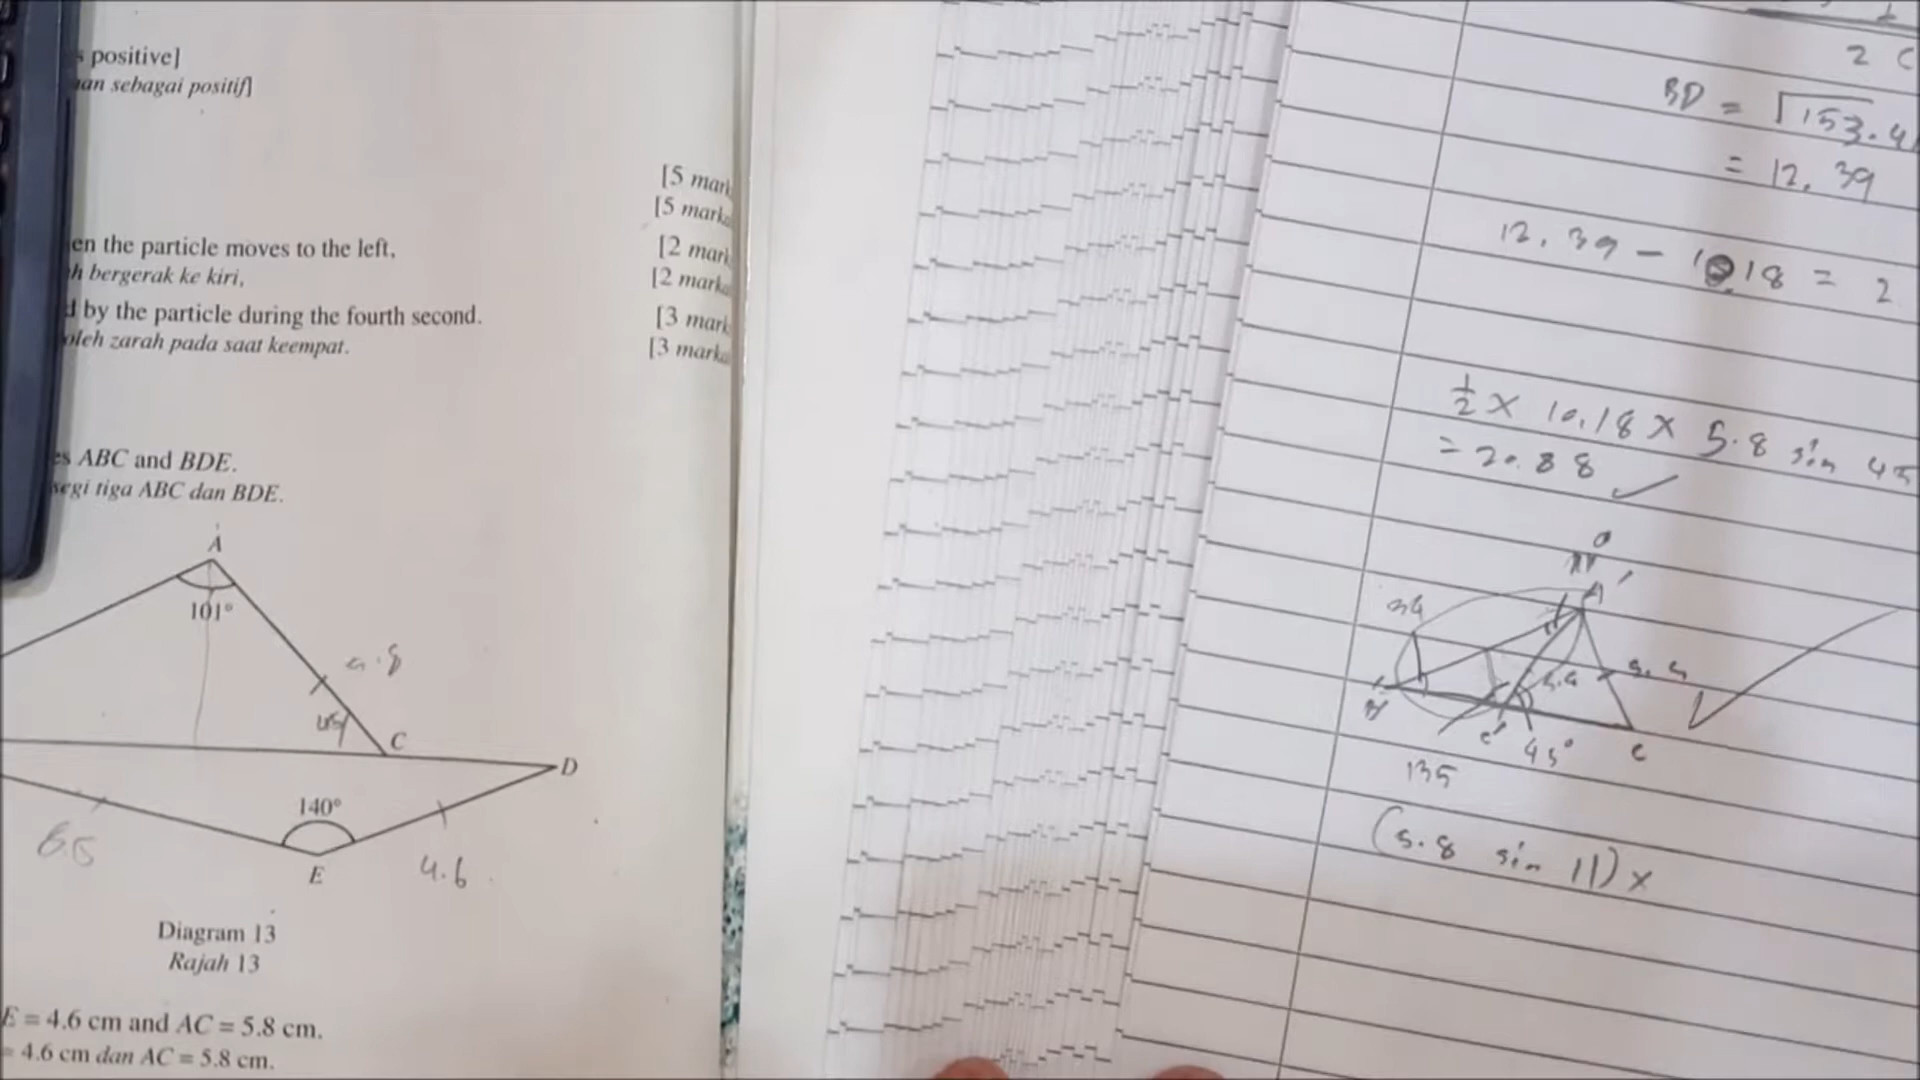 positive]
an sebagai positif]
[5 mar
[5 mark
en the particle moves to the left,
[2 mar
h bergerak ke kiri,
[2 mark
d by the particle during the fourth second.
[3 mar
oleh zarah pada saat keempat.
[3 mark
es ABC and BDE.
segi tiga ABC dan BDE.
A
101°
C
D
140°
E
6.5
4.6
Diagram 13
Rajah 13
E = 4.6 cm and AC = 5.8 cm.
= 4.6 cm dan AC = 5.8 cm.
BD = √153.4
= 12.39
12.39 - 10.18 = 2
1/2 × 10.18 × 5.8 sin 45
= 20.88 ✓
A'
C'
45°
C
135
(5.8 sin 11) ×